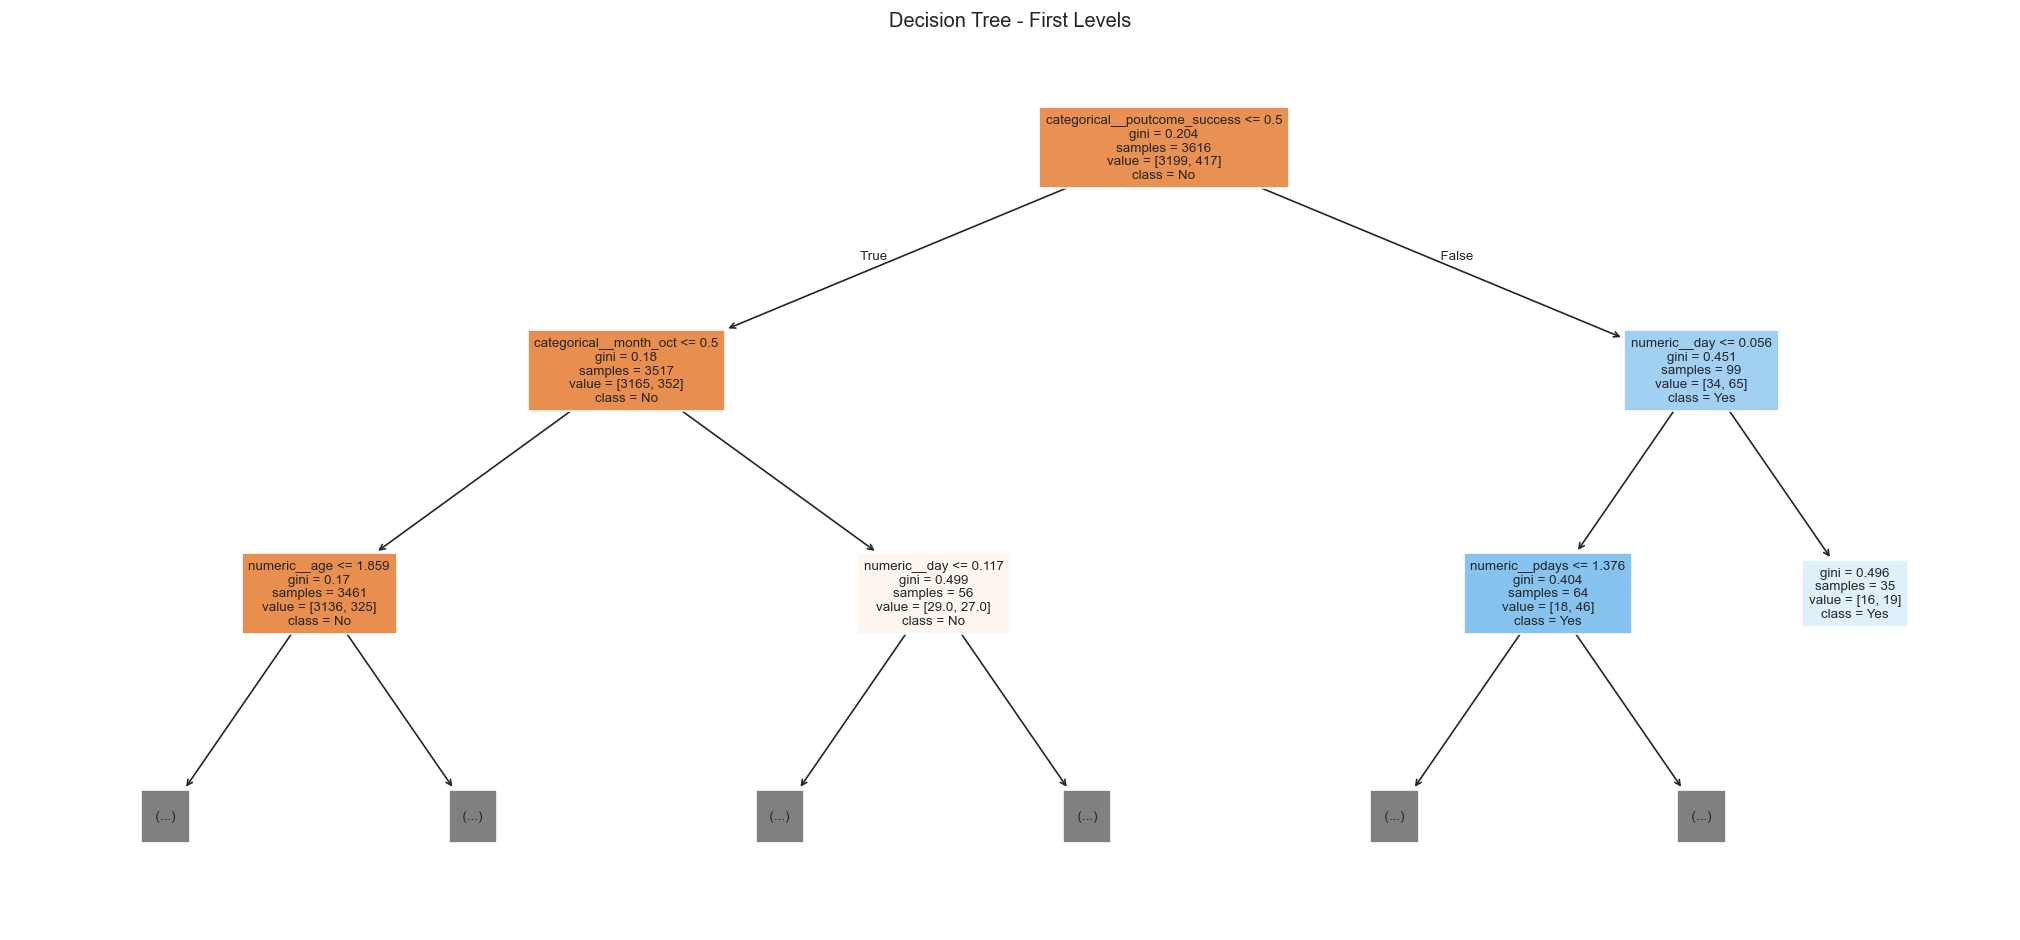 Decision Tree - First Levels
categorical__poutcome_success <= 0.5
gini = 0.204
samples = 3616
value = [3199, 417]
class = No
True
False
categorical__month_oct <= 0.5
gini = 0.18
samples = 3517
value = [3165, 352]
class = No
numeric__day <= 0.056
gini = 0.451
samples = 99
value = [34, 65]
class = Yes
numeric__age <= 1.859
gini = 0.17
samples = 3461
value = [3136, 325]
class = No
numeric__day <= 0.117
gini = 0.499
samples = 56
value = [29.0, 27.0]
class = No
numeric__pdays <= 1.376
gini = 0.404
samples = 64
value = [18, 46]
class = Yes
gini = 0.496
samples = 35
value = [16, 19]
class = Yes
(...)
(...)
(...)
(...)
(...)
(...)